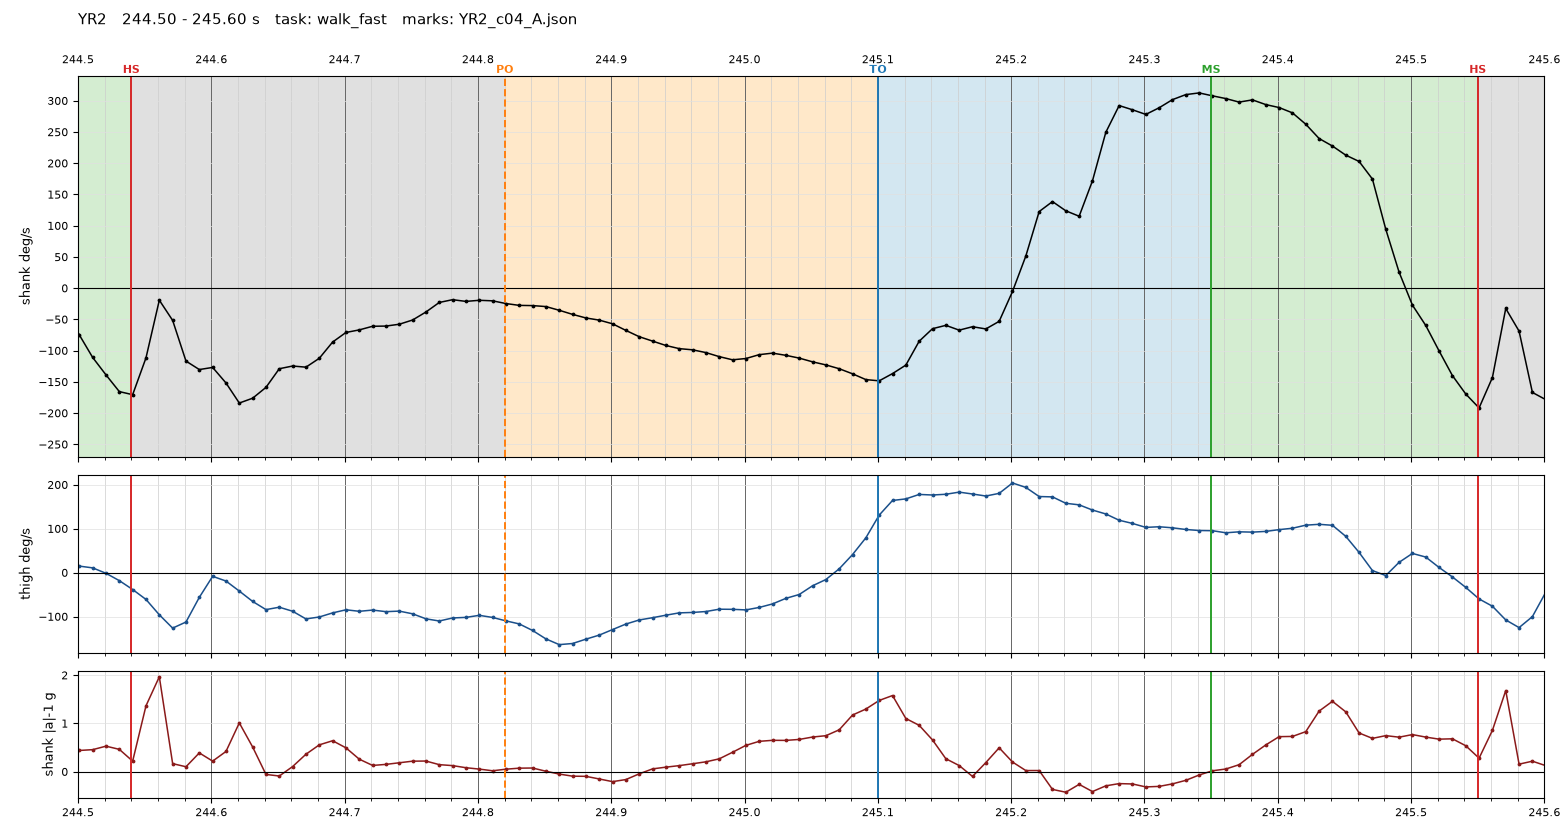 YR2   244.50 - 245.60 s   task: walk_fast   marks: YR2_c04_A.json
244.5 244.6 244.7 244.8 244.9 245.0 245.1 245.2 245.3 245.4 245.5 245.6
HS PO TO MS HS
shank deg/s
300
250
200
150
100
50
0
−50
−100
−150
−200
−250
thigh deg/s
200
100
0
−100
shank |a|-1 g
2
1
0
244.5 244.6 244.7 244.8 244.9 245.0 245.1 245.2 245.3 245.4 245.5 245.6